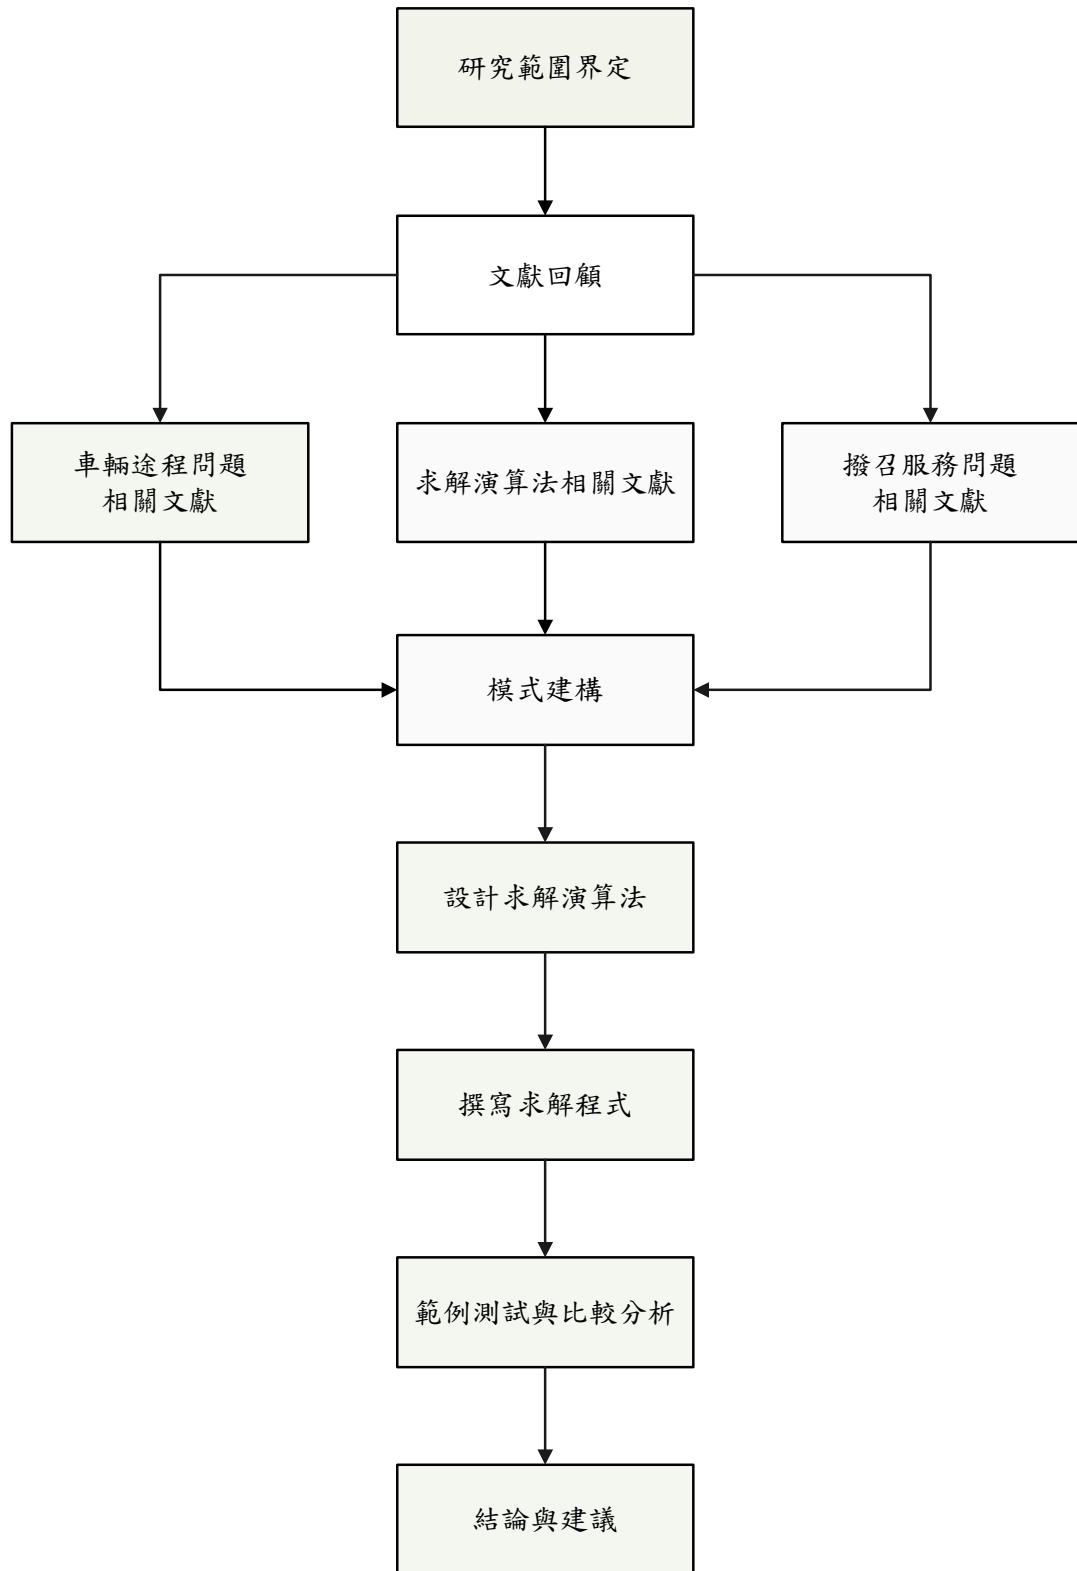 研究範圍界定
文獻回顧
車輛途程問題
相關文獻
求解演算法相關文獻
撥召服務問題
相關文獻
模式建構
設計求解演算法
撰寫求解程式
範例測試與比較分析
結論與建議